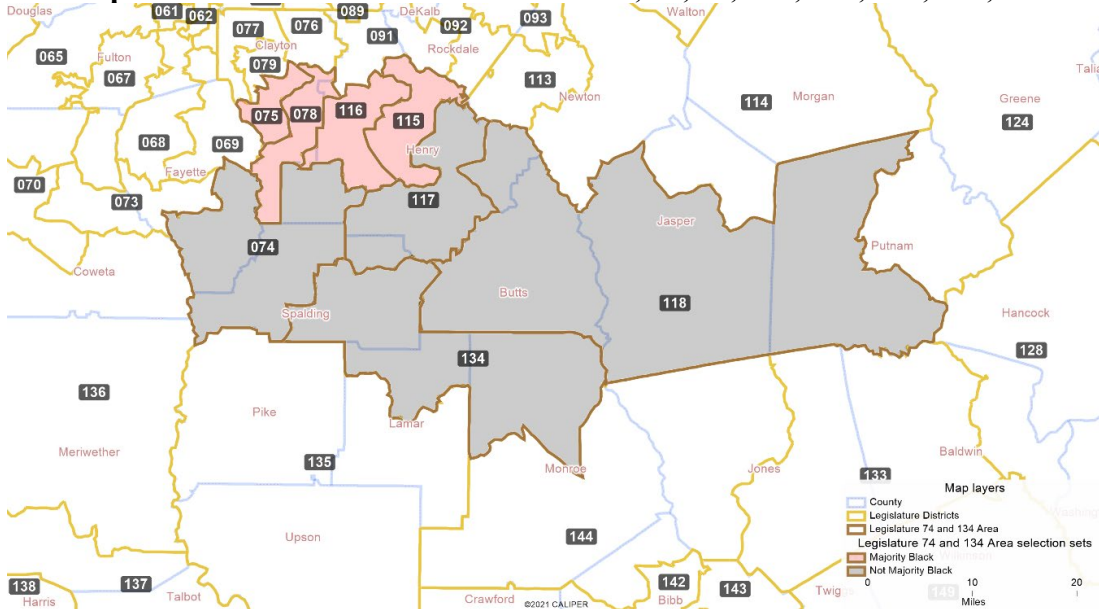 Douglas
061
062
077
076
089
DeKalb
092
093
Walton
065
Fulton
Clayton
091
Rockdale
067
079
113
Newton
114
Morgan
Greene
124
075
078
116
115
068
069
Henry
Fayette
070
073
117
074
Jasper
Putnam
Coweta
Butts
118
Hancock
Spalding
134
128
136
Pike
Lamar
Meriwether
135
Monroe
Jones
133
Baldwin
Upson
144
138
137
Harris
Talbot
Crawford
142
Bibb
143
Twiggs
149
©2021 CALIPER
Map layers
County
Legislature Districts
Legislature 74 and 134 Area
Legislature 74 and 134 Area selection sets
Majority Black
Not Majority Black
0 10 20
Miles